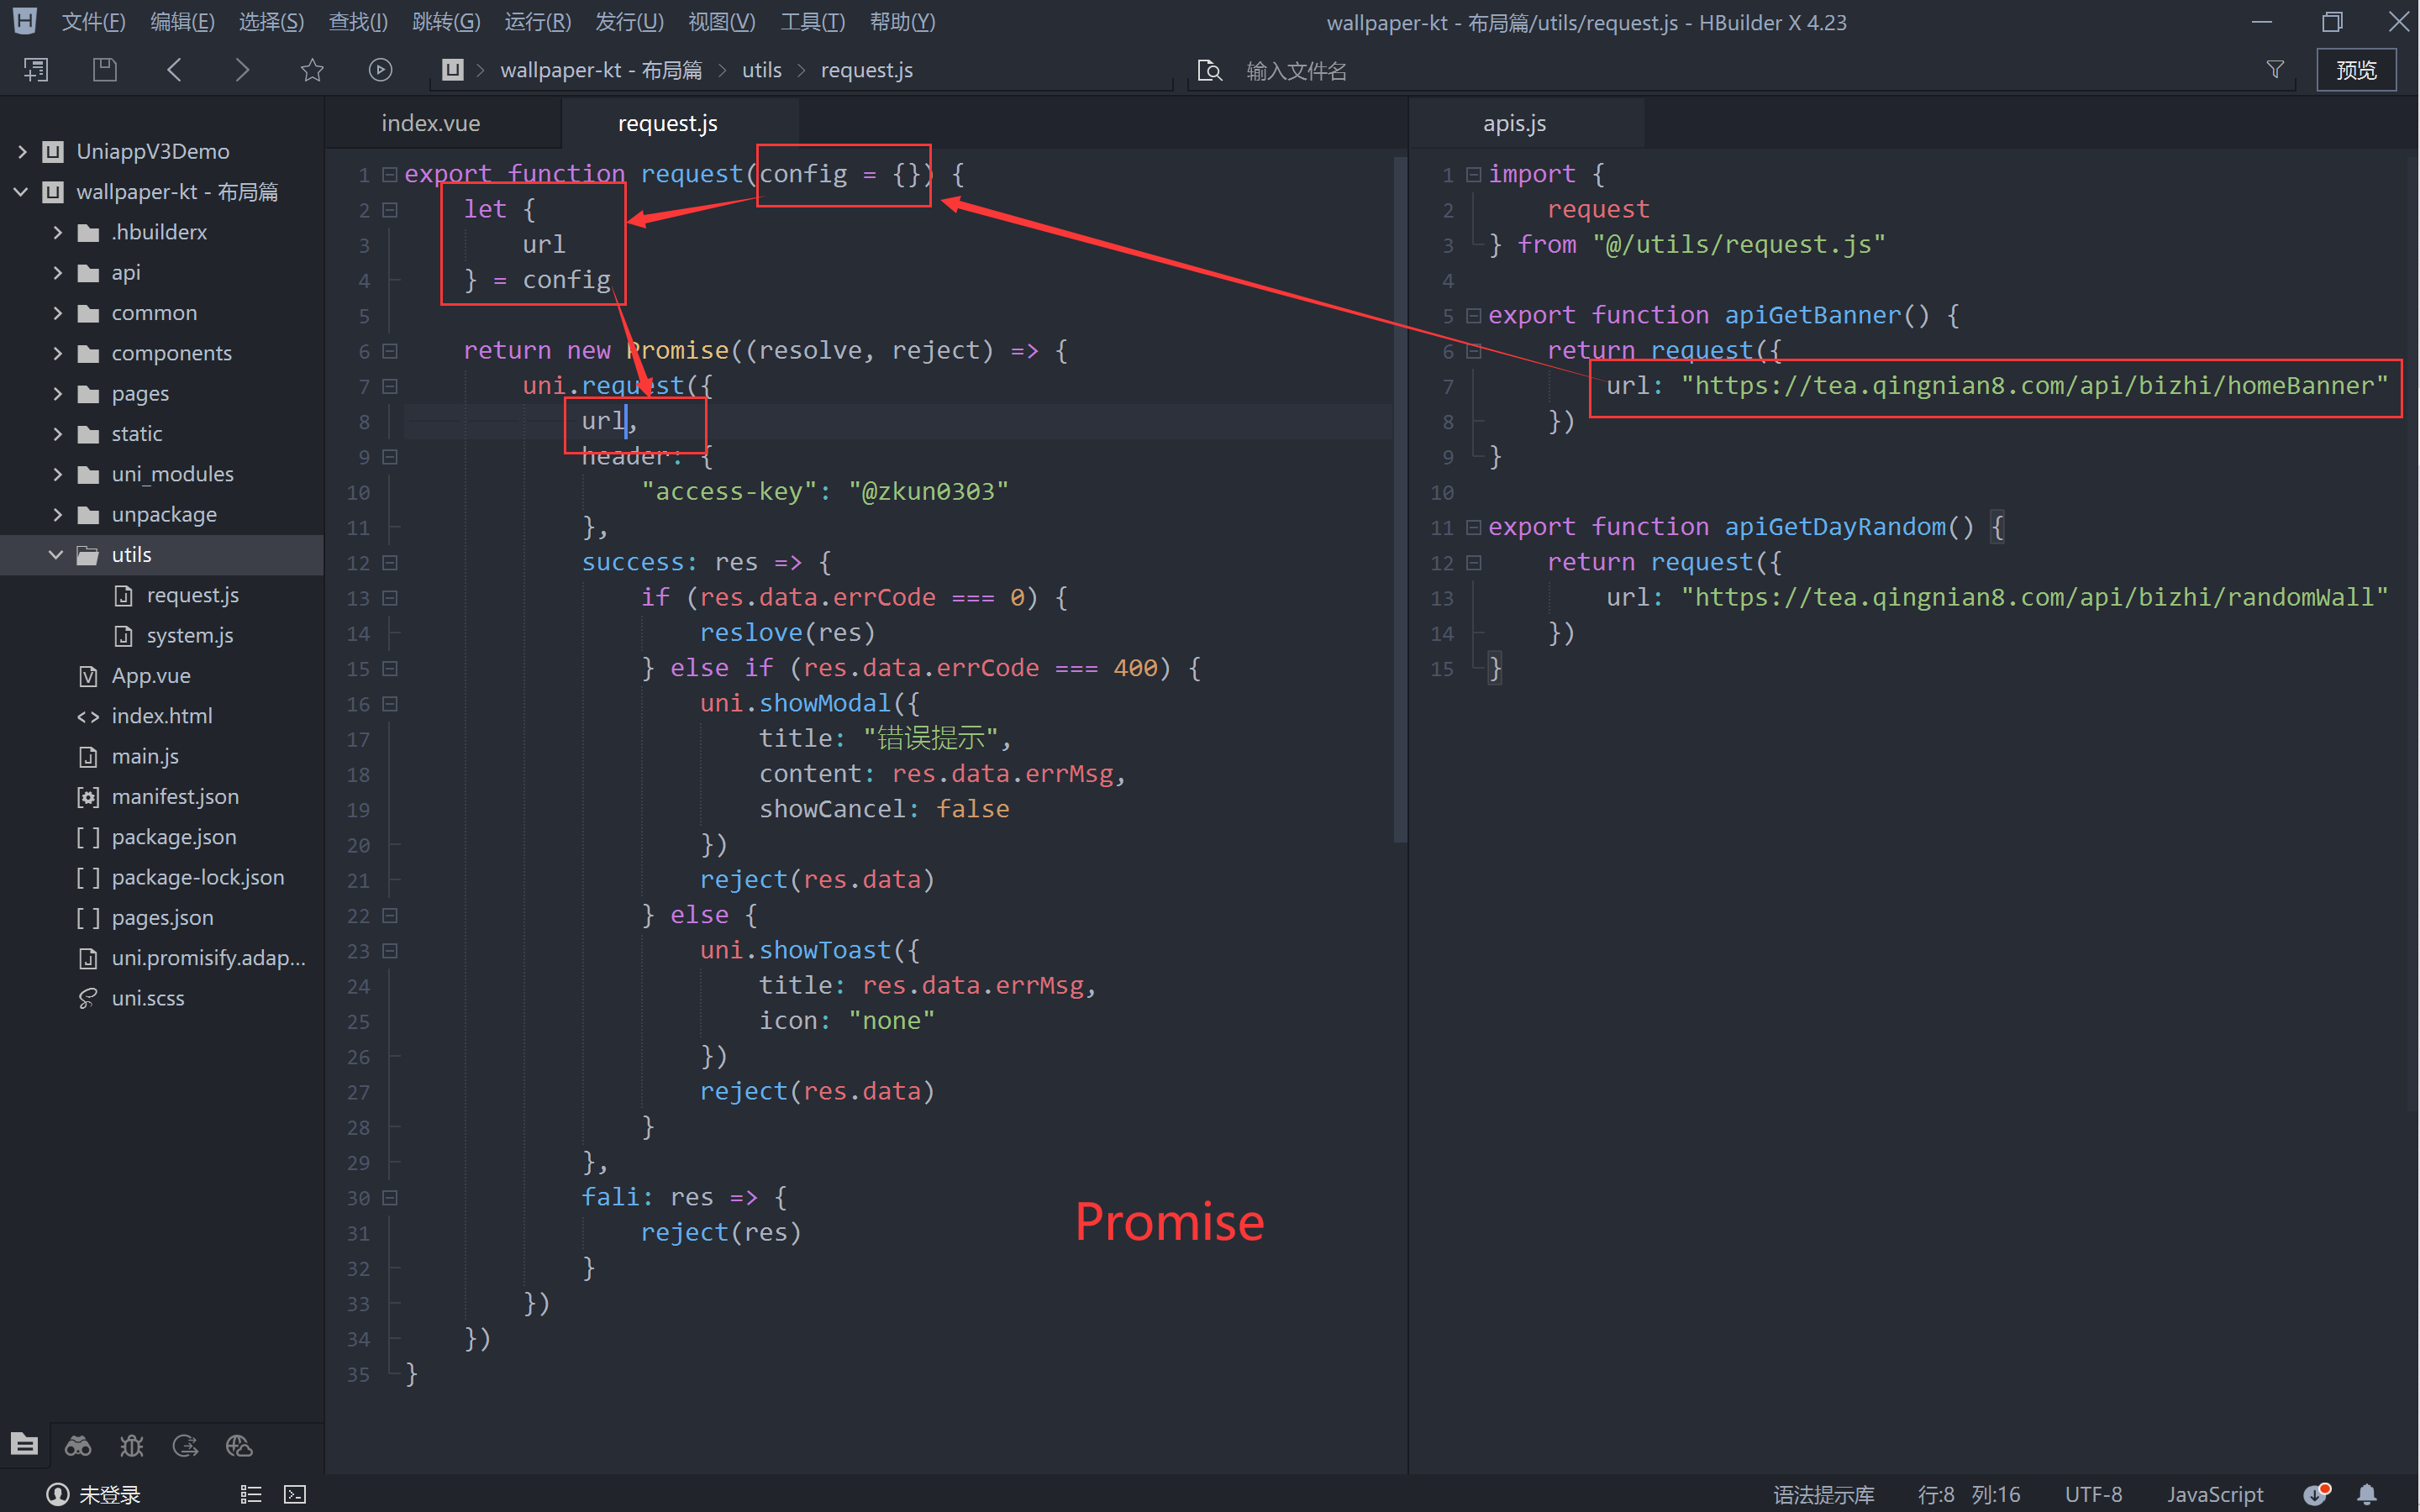 文件(F) 编辑(E) 选择(S) 查找(I) 跳转(G) 运行(R) 发行(U) 视图(V) 工具(T) 帮助(Y)
wallpaper-kt - 布局篇/utils/request.js - HBuilder X 4.23
wallpaper-kt - 布局篇 > utils > request.js
输入文件名
预览
UniappV3Demo
wallpaper-kt - 布局篇
.hbuilderx
api
common
components
pages
static
uni_modules
unpackage
utils
request.js
system.js
App.vue
index.html
main.js
manifest.json
package.json
package-lock.json
pages.json
uni.promisify.adap...
uni.scss
index.vue
request.js
1 export function request(config = {}) {
2 let {
3 url
4 } = config
5
6 return new Promise((resolve, reject) => {
7 uni.request({
8 url,
9 header: {
10 "access-key": "@zkun0303"
11 },
12 success: res => {
13 if (res.data.errCode === 0) {
14 reslove(res)
15 } else if (res.data.errCode === 400) {
16 uni.showModal({
17 title: "错误提示",
18 content: res.data.errMsg,
19 showCancel: false
20 })
21 reject(res.data)
22 } else {
23 uni.showToast({
24 title: res.data.errMsg,
25 icon: "none"
26 })
27 reject(res.data)
28 }
29 },
30 fali: res => {
31 reject(res)
32 }
33 })
34 })
35 }
Promise
apis.js
1 import {
2 request
3 } from "@/utils/request.js"
4
5 export function apiGetBanner() {
6 return request({
7 url: "https://tea.qingnian8.com/api/bizhi/homeBanner"
8 })
9 }
10
11 export function apiGetDayRandom() {
12 return request({
13 url: "https://tea.qingnian8.com/api/bizhi/randomWall"
14 })
15 }
未登录
语法提示库 行:8 列:16 UTF-8 JavaScript